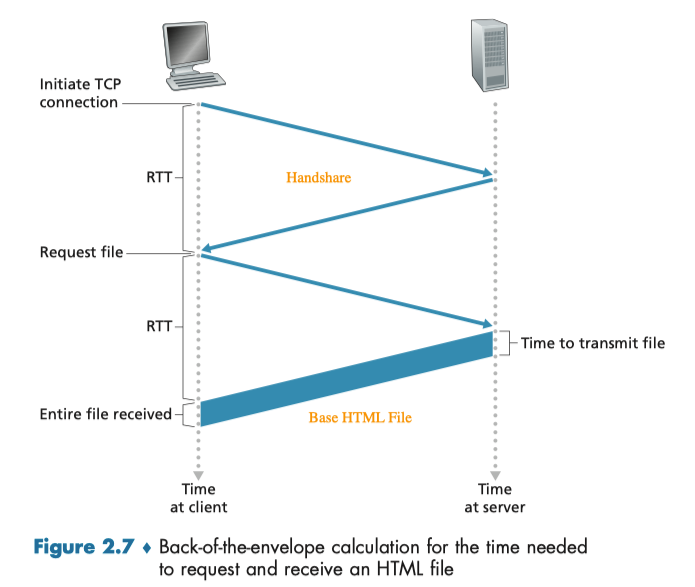 Initiate TCP
connection
RTT
Handshare
Request file
RTT
Time to transmit file
Entire file received
Base HTML File
Time
at client
Time
at server
Figure 2.7 ♦ Back-of-the-envelope calculation for the time needed
to request and receive an HTML file